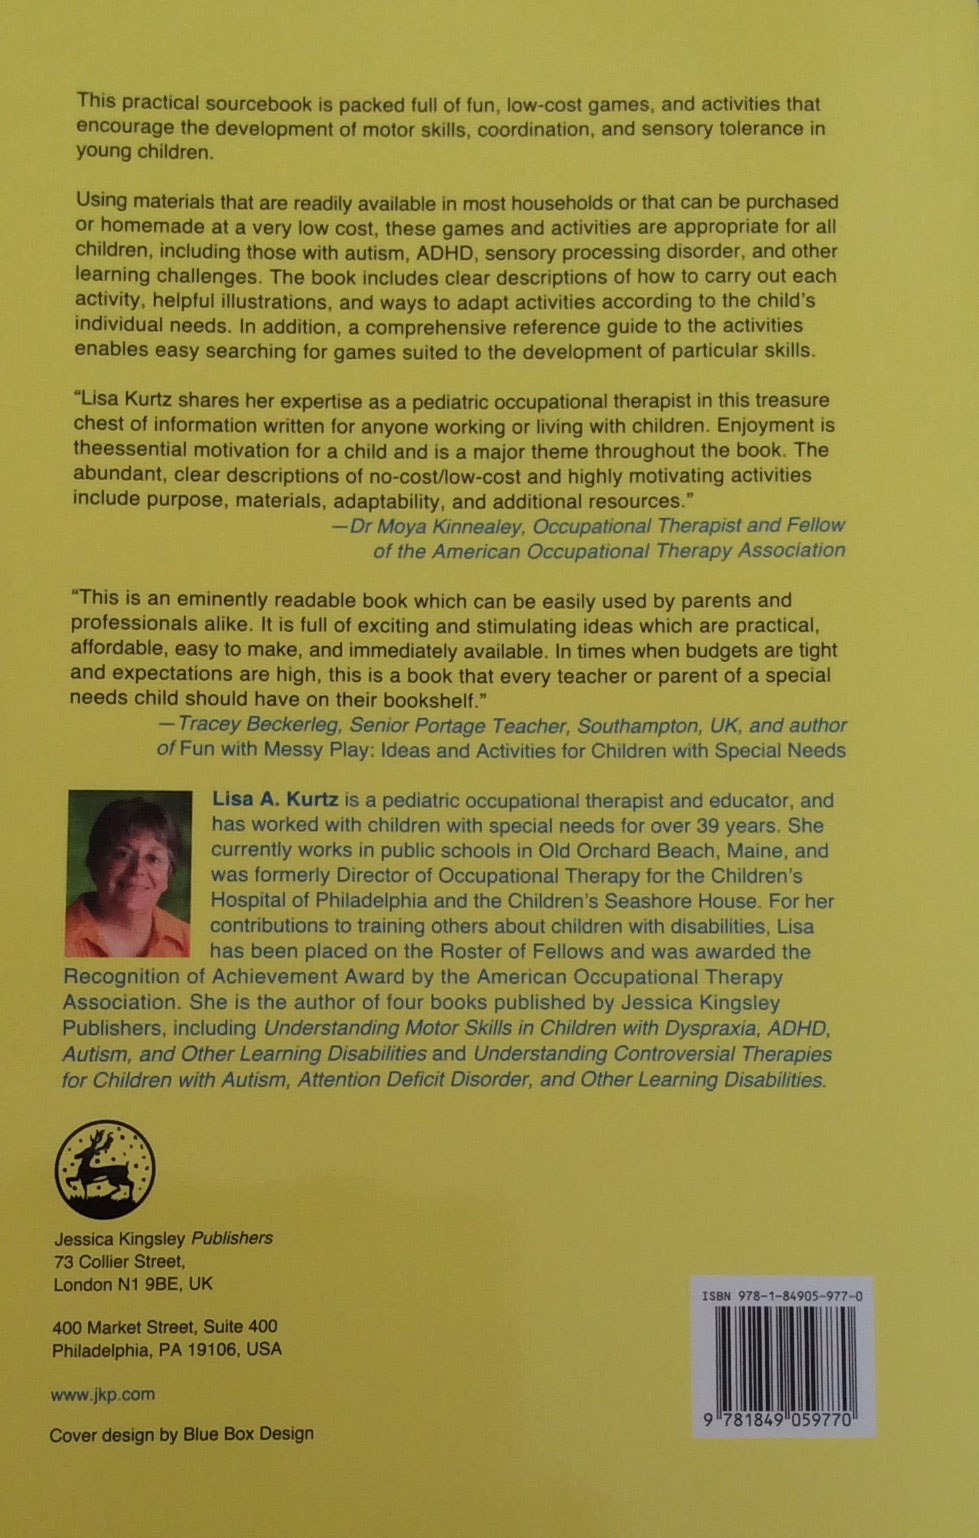 This practical sourcebook is packed full of fun, low-cost games, and activities that
encourage the development of motor skills, coordination, and sensory tolerance in
young children.
Using materials that are readily available in most households or that can be purchased
or homemade at a very low cost, these games and activities are appropriate for all
children, including those with autism, ADHD, sensory processing disorder, and other
learning challenges. The book includes clear descriptions of how to carry out each
activity, helpful illustrations, and ways to adapt activities according to the child's
individual needs. In addition, a comprehensive reference guide to the activities
enables easy searching for games suited to the development of particular skills.
“Lisa Kurtz shares her expertise as a pediatric occupational therapist in this treasure
chest of information written for anyone working or living with children. Enjoyment is
theessential motivation for a child and is a major theme throughout the book. The
abundant, clear descriptions of no-cost/low-cost and highly motivating activities
include purpose, materials, adaptability, and additional resources.”
—Dr Moya Kinnealey, Occupational Therapist and Fellow
of the American Occupational Therapy Association
“This is an eminently readable book which can be easily used by parents and
professionals alike. It is full of exciting and stimulating ideas which are practical,
affordable, easy to make, and immediately available. In times when budgets are tight
and expectations are high, this is a book that every teacher or parent of a special
needs child should have on their bookshelf.”
—Tracey Beckerleg, Senior Portage Teacher, Southampton, UK, and author
of Fun with Messy Play: Ideas and Activities for Children with Special Needs
Lisa A. Kurtz is a pediatric occupational therapist and educator, and
has worked with children with special needs for over 39 years. She
currently works in public schools in Old Orchard Beach, Maine, and
was formerly Director of Occupational Therapy for the Children's
Hospital of Philadelphia and the Children's Seashore House. For her
contributions to training others about children with disabilities, Lisa
has been placed on the Roster of Fellows and was awarded the
Recognition of Achievement Award by the American Occupational Therapy
Association. She is the author of four books published by Jessica Kingsley
Publishers, including Understanding Motor Skills in Children with Dyspraxia, ADHD,
Autism, and Other Learning Disabilities and Understanding Controversial Therapies
for Children with Autism, Attention Deficit Disorder, and Other Learning Disabilities.
Jessica Kingsley Publishers
73 Collier Street,
London N1 9BE, UK
400 Market Street, Suite 400
Philadelphia, PA 19106, USA
www.jkp.com
Cover design by Blue Box Design
ISBN 978-1-84905-977-0
9 781849 059770